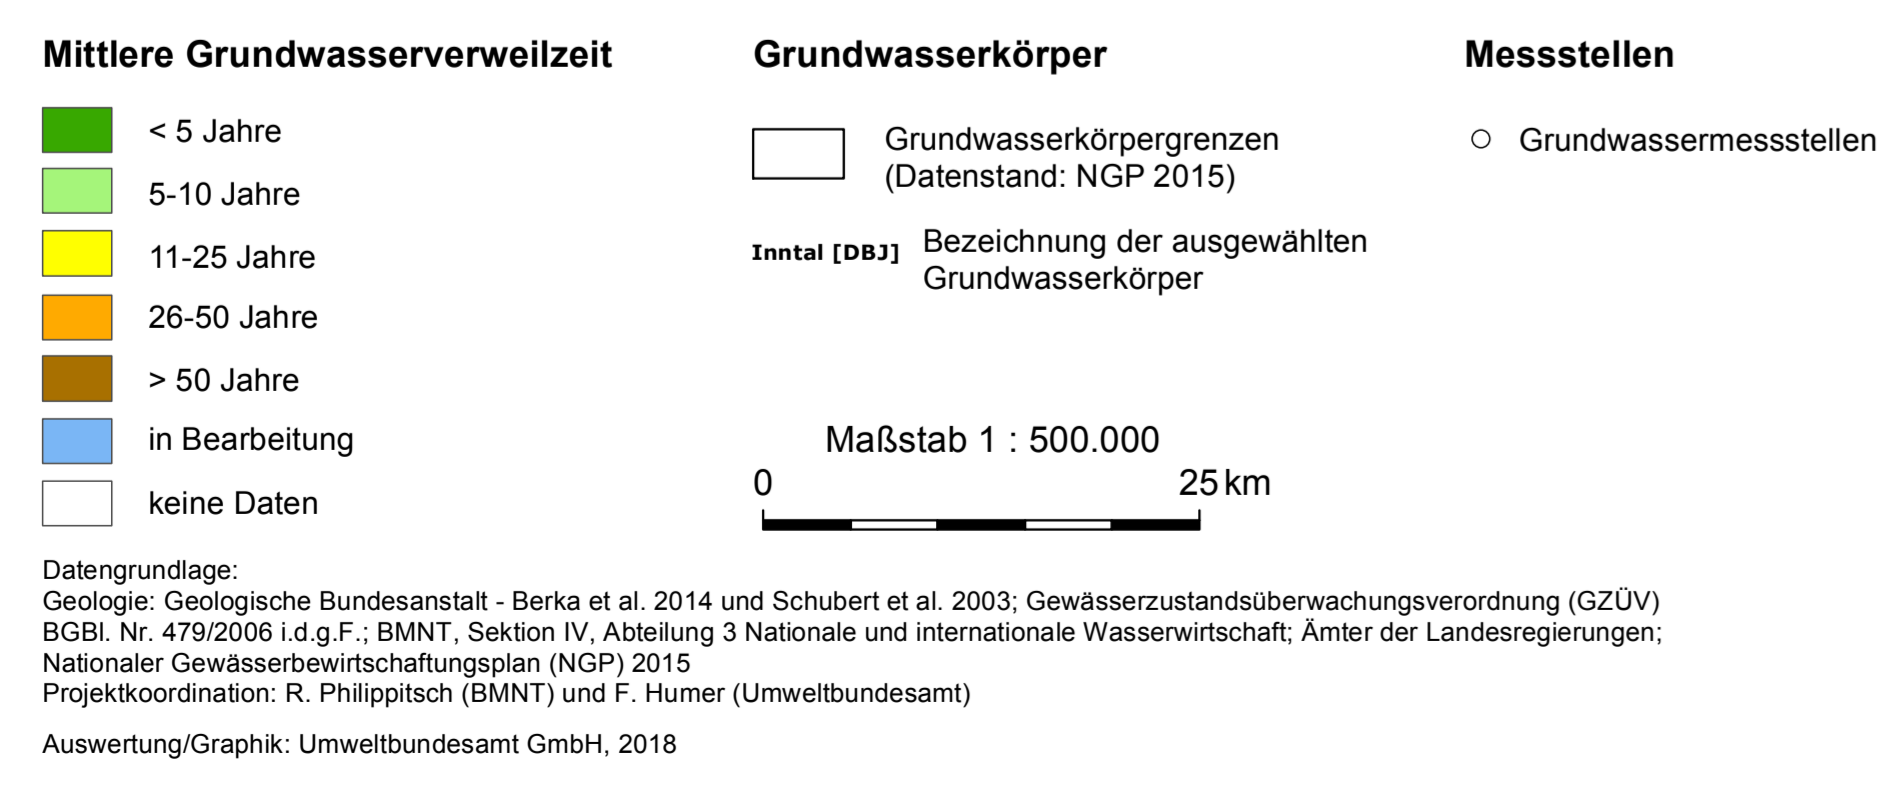 Mittlere Grundwasserverweilzeit
< 5 Jahre
5-10 Jahre
11-25 Jahre
26-50 Jahre
> 50 Jahre
in Bearbeitung
keine Daten
Grundwasserkörper
Grundwasserkörpergrenzen
(Datenstand: NGP 2015)
Inntal [DBJ]
Bezeichnung der ausgewählten
Grundwasserkörper
Maßstab 1 : 500.000
0 25 km
Messstellen
Grundwassermessstellen
Datengrundlage:
Geologie: Geologische Bundesanstalt - Berka et al. 2014 und Schubert et al. 2003; Gewässerzustandsüberwachungsverordnung (GZÜV)
BGBl. Nr. 479/2006 i.d.g.F.; BMNT, Sektion IV, Abteilung 3 Nationale und internationale Wasserwirtschaft; Ämter der Landesregierungen;
Nationaler Gewässerbewirtschaftungsplan (NGP) 2015
Projektkoordination: R. Philippitsch (BMNT) und F. Humer (Umweltbundesamt)
Auswertung/Graphik: Umweltbundesamt GmbH, 2018